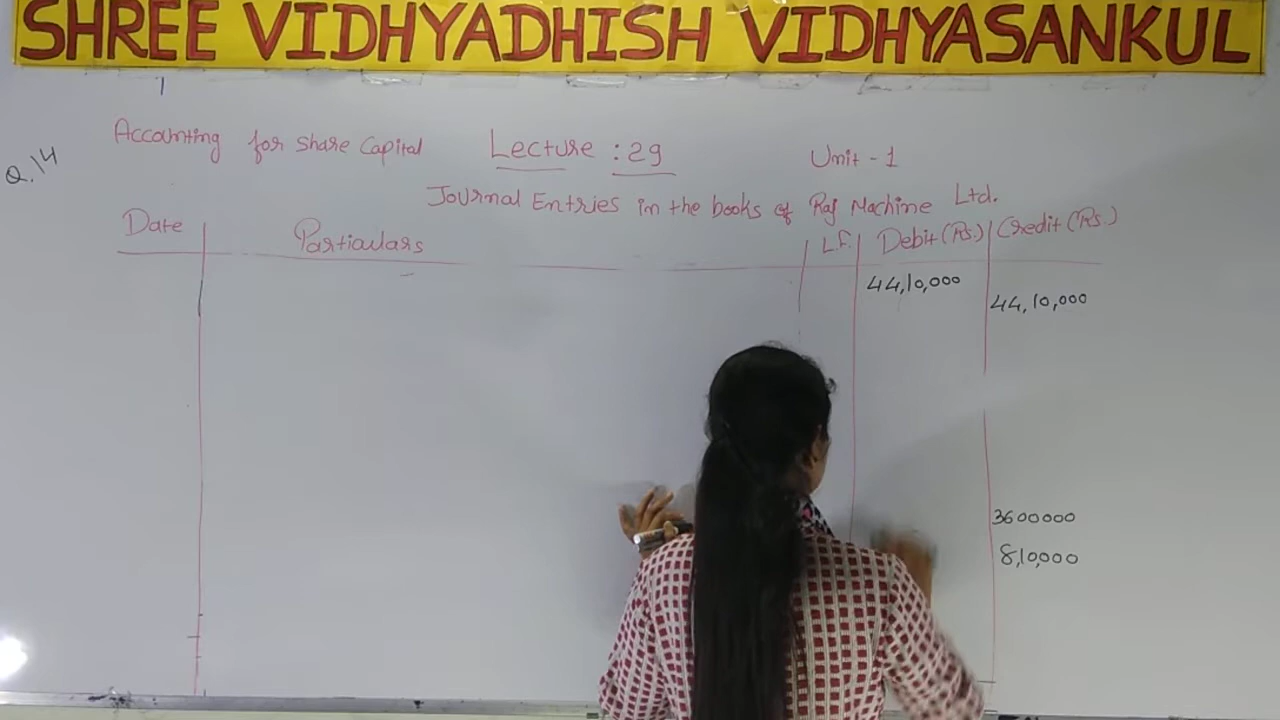 SHREE VIDHYADHISH VIDHYASANKUL
Q.14
Accounting for Share Capital Lecture : 29 Unit - 1
Journal Entries in the books of Raj Machine Ltd.
Date Particulars L.F. Debit (Rs.) Credit (Rs.)
44,10,000
44,10,000
3600000
8,10,000